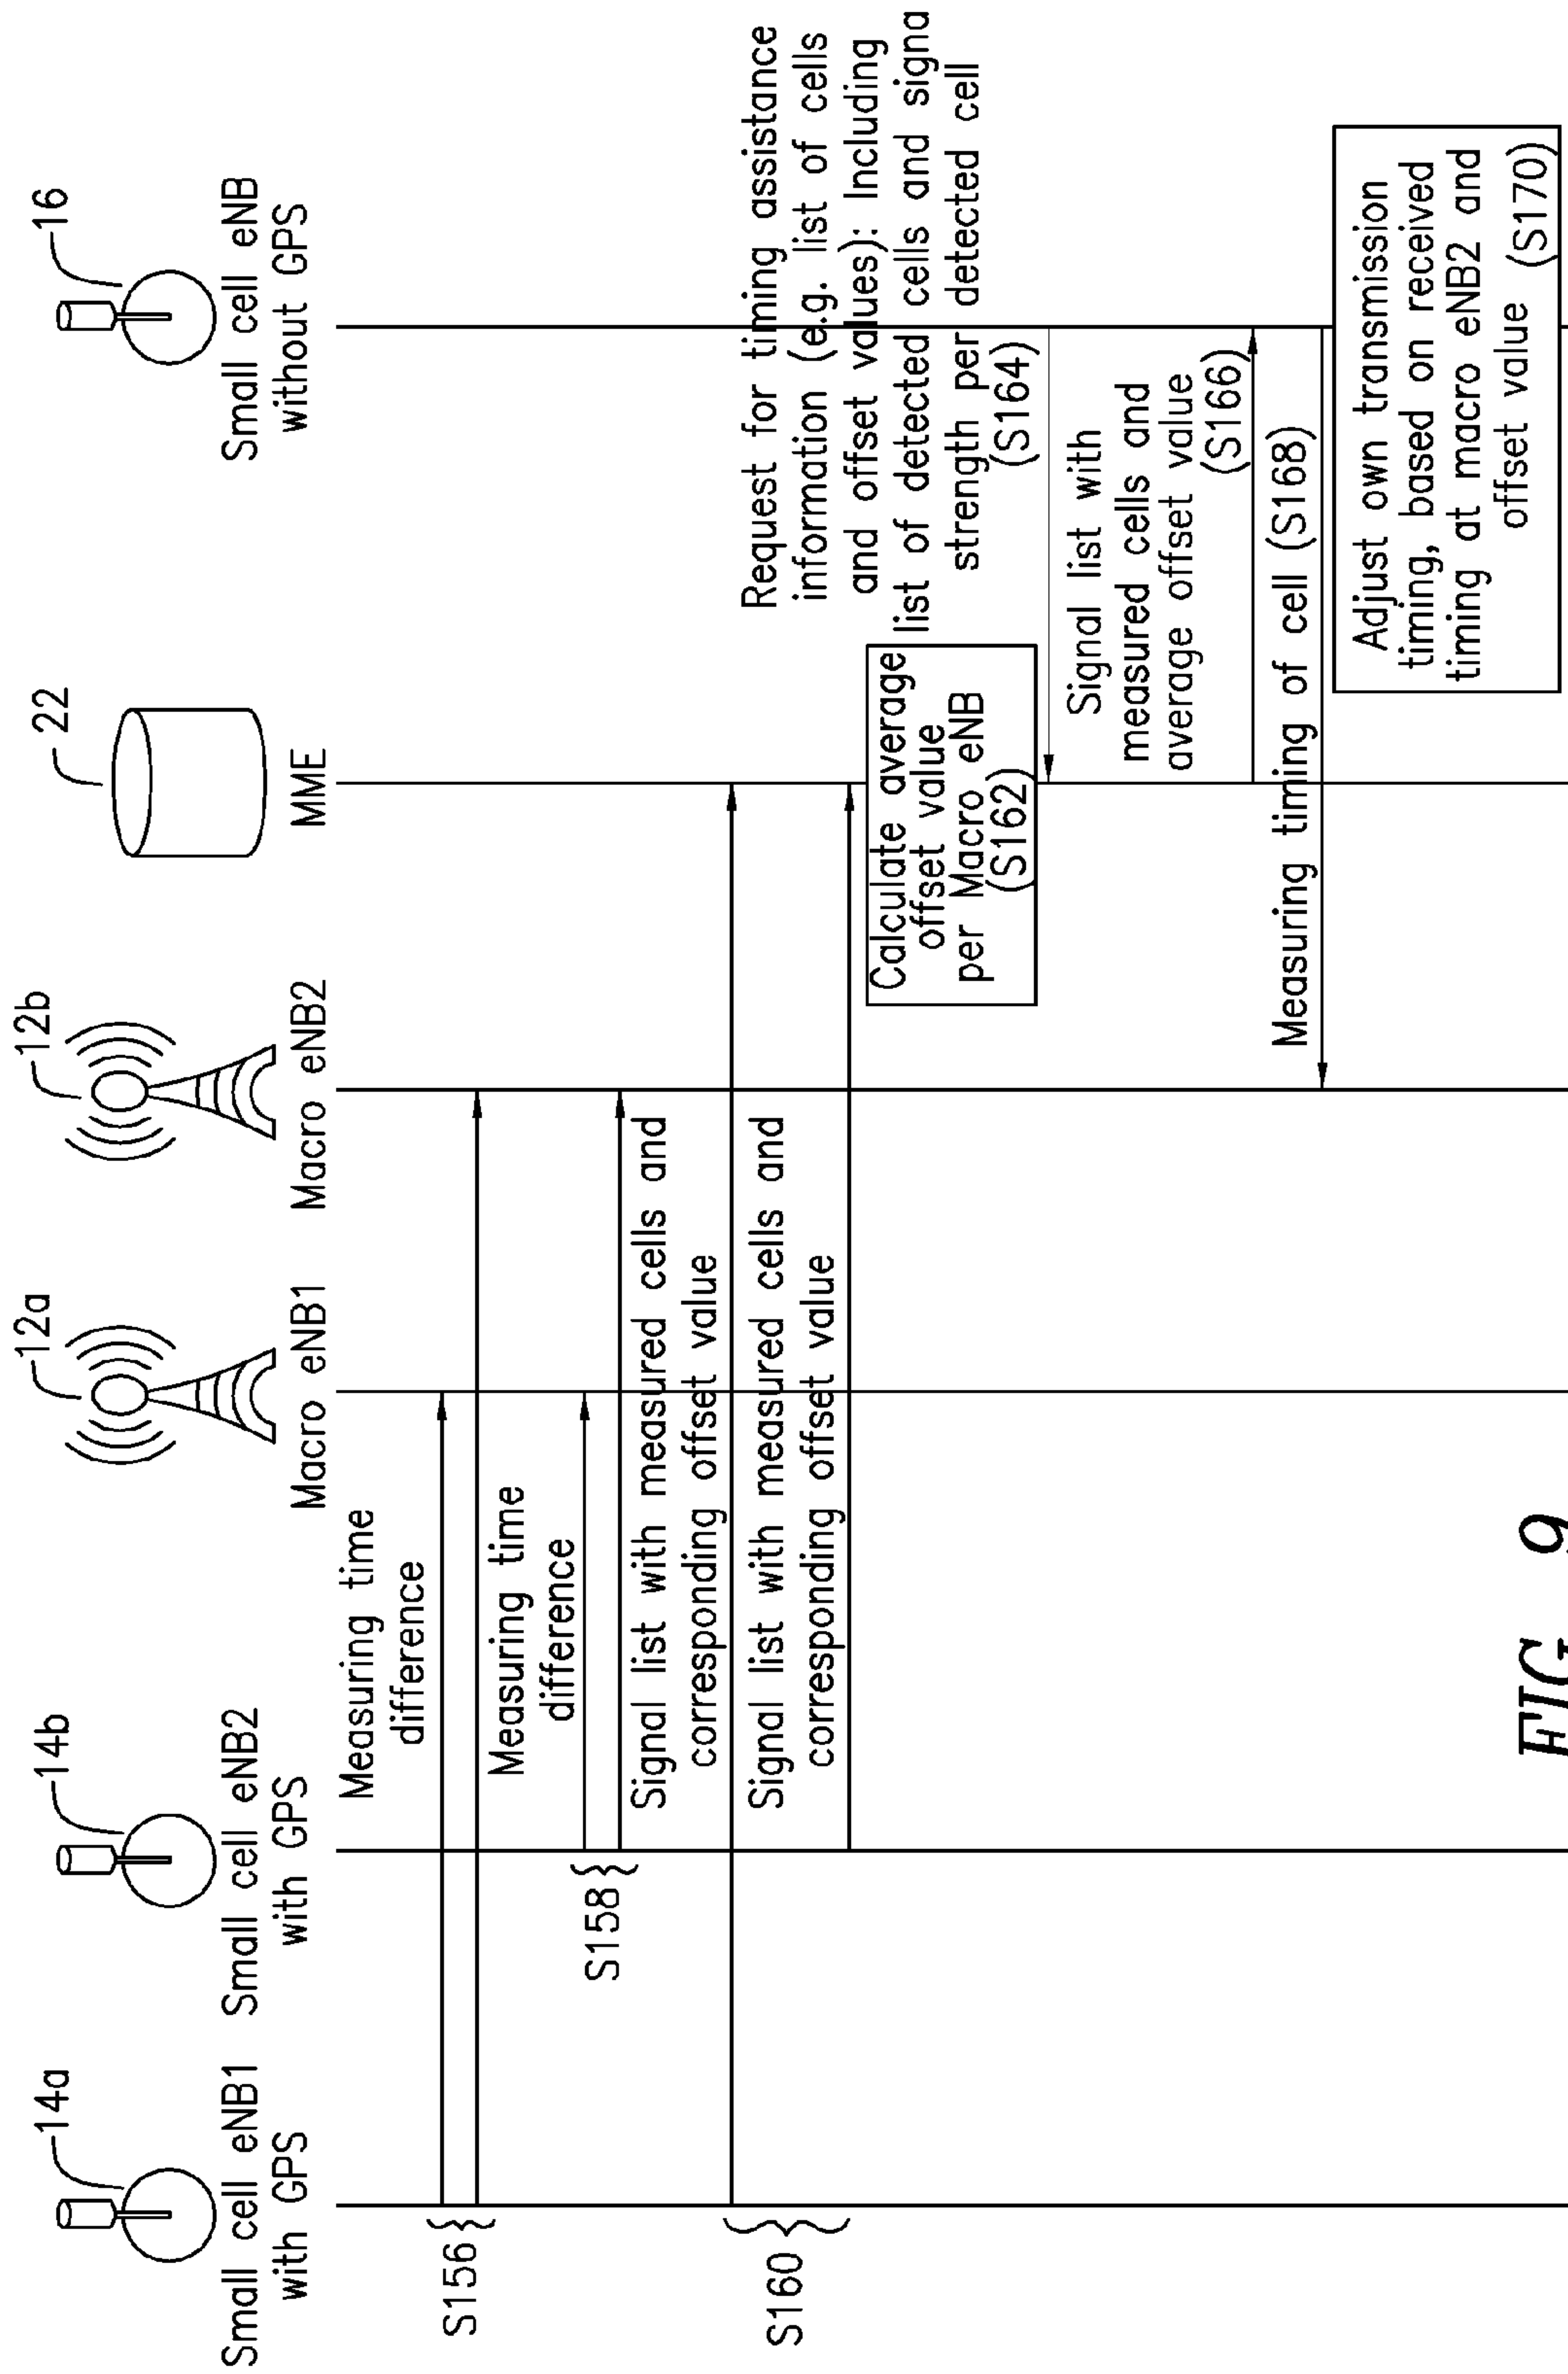 14a
Small cell eNB1
with GPS
14b
Small cell eNB2
with GPS
12a
Macro eNB1
12b
Macro eNB2
22
MME
16
Small cell eNB
without GPS
Measuring time
difference
S156
Measuring time
difference
S158
Signal list with measured cells and
corresponding offset value
Signal list with measured cells and
corresponding offset value
S160
Calculate average
offset value
per Macro eNB
(S162)
Request for timing assistance
information (e.g. list of cells
and offset values): Including
list of detected cells and signa
strength per detected cell
(S164)
Signal list with
measured cells and
average offset value
(S166)
Measuring timing of cell (S168)
Adjust own transmission
timing, based on received
timing at macro eNB2 and
offset value (S170)
FIG. 9